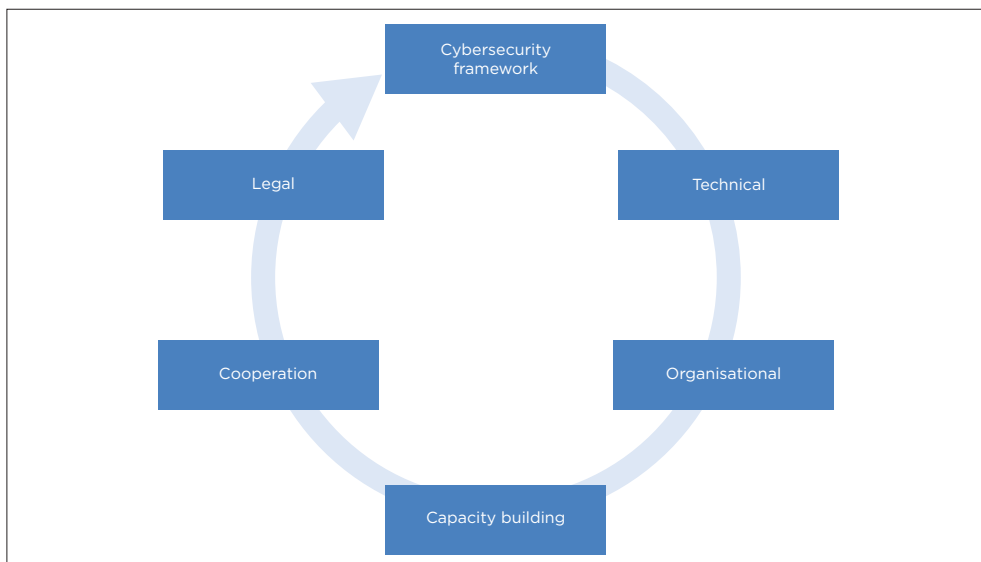 Cybersecurity
framework
Technical
Organisational
Capacity building
Cooperation
Legal